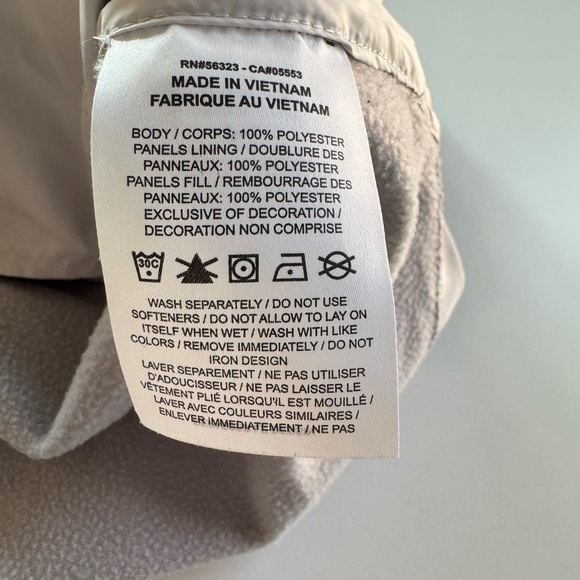 RN#56323 - CA#05553
MADE IN VIETNAM
FABRIQUE AU VIETNAM
BODY / CORPS: 100% POLYESTER
PANELS LINING / DOUBLURE DES
PANNEAUX: 100% POLYESTER
PANELS FILL / REMBOURRAGE DES
PANNEAUX: 100% POLYESTER
EXCLUSIVE OF DECORATION /
DECORATION NON COMPRISE
30C
WASH SEPARATELY / DO NOT USE
SOFTENERS / DO NOT ALLOW TO LAY ON
ITSELF WHEN WET / WASH WITH LIKE
COLORS / REMOVE IMMEDIATELY / DO NOT
IRON DESIGN
LAVER SEPAREMENT / NE PAS UTILISER
D'ADOUCISSEUR / NE PAS LAISSER LE
VÊTEMENT PLIÉ LORSQU'IL EST MOUILLÉ /
LAVER AVEC COULEURS SIMILAIRES /
ENLEVER IMMEDIATEMENT / NE PAS